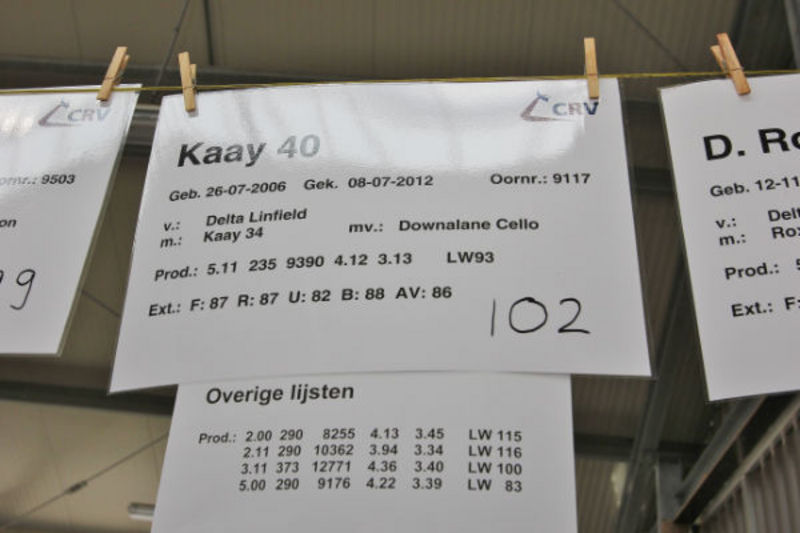 CRV
ornr.: 9503
on
99
CRV
Kaay 40
Geb. 26-07-2006 Gek. 08-07-2012 Oornr.: 9117
v.: Delta Linfield mv.: Downalane Cello
m.: Kaay 34
Prod.: 5.11 235 9390 4.12 3.13 LW93
Ext.: F: 87 R: 87 U: 82 B: 88 AV: 86
102
Overige lijsten
Prod.: 2.00 290 8255 4.13 3.45 LW 115
2.11 290 10362 3.94 3.34 LW 116
3.11 373 12771 4.36 3.40 LW 100
5.00 290 9176 4.22 3.39 LW 83
D. Ro
Geb. 12-11
v.: Delt
m.: Rox
Prod.: 5
Ext.: F: